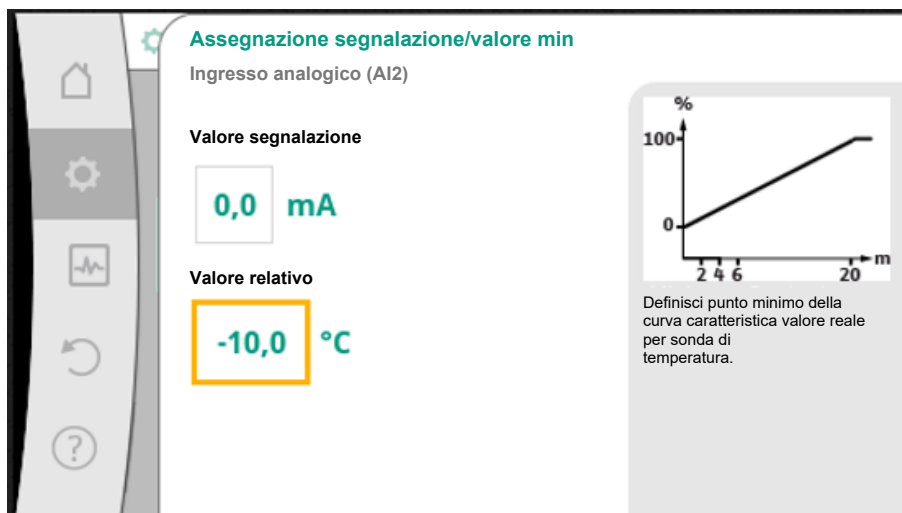 Assegnazione segnalazione/valore min
Ingresso analogico (AI2)
Valore segnalazione
0,0 mA
Valore relativo
-10,0 °C
%
100
0
2 4 6 20 m
Definisci punto minimo della
curva caratteristica valore reale
per sonda di
temperatura.
?